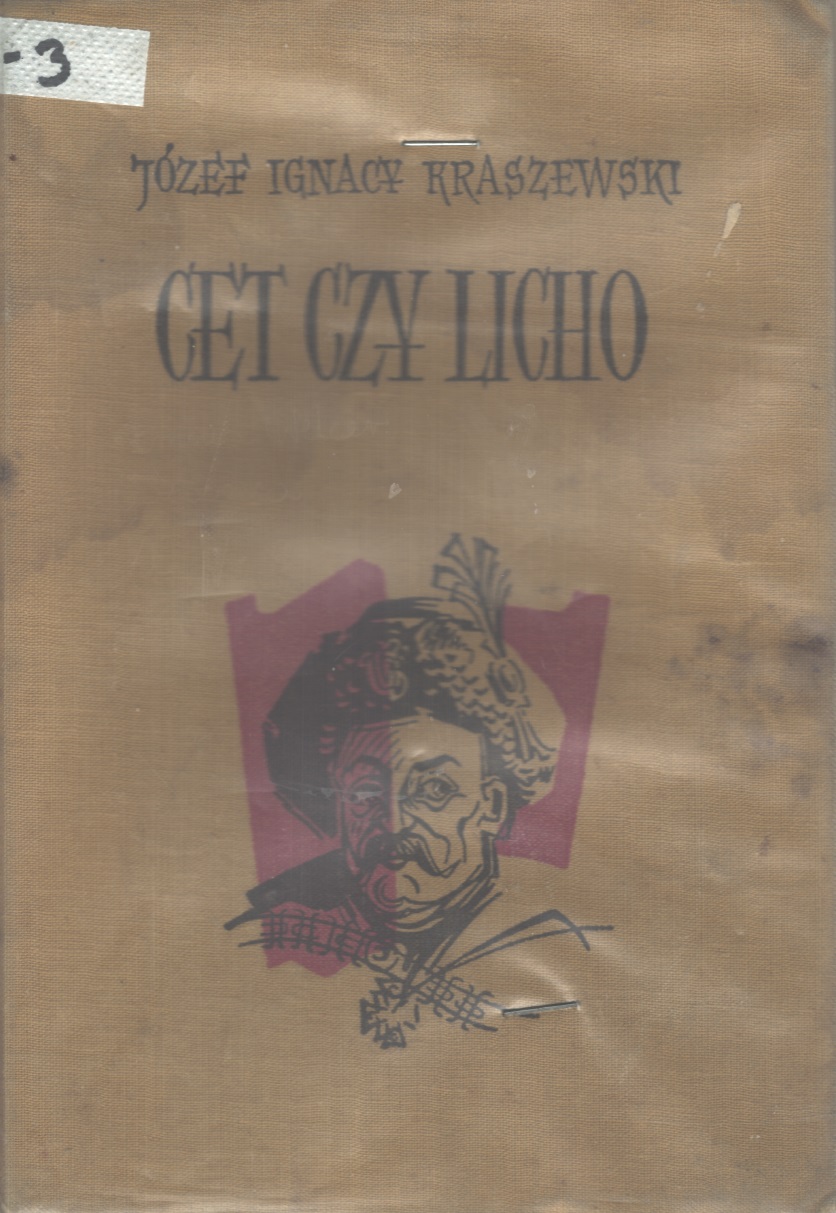 -3
JÓZEF IGNACY KRASZEWSKI
CET CZY LICHO